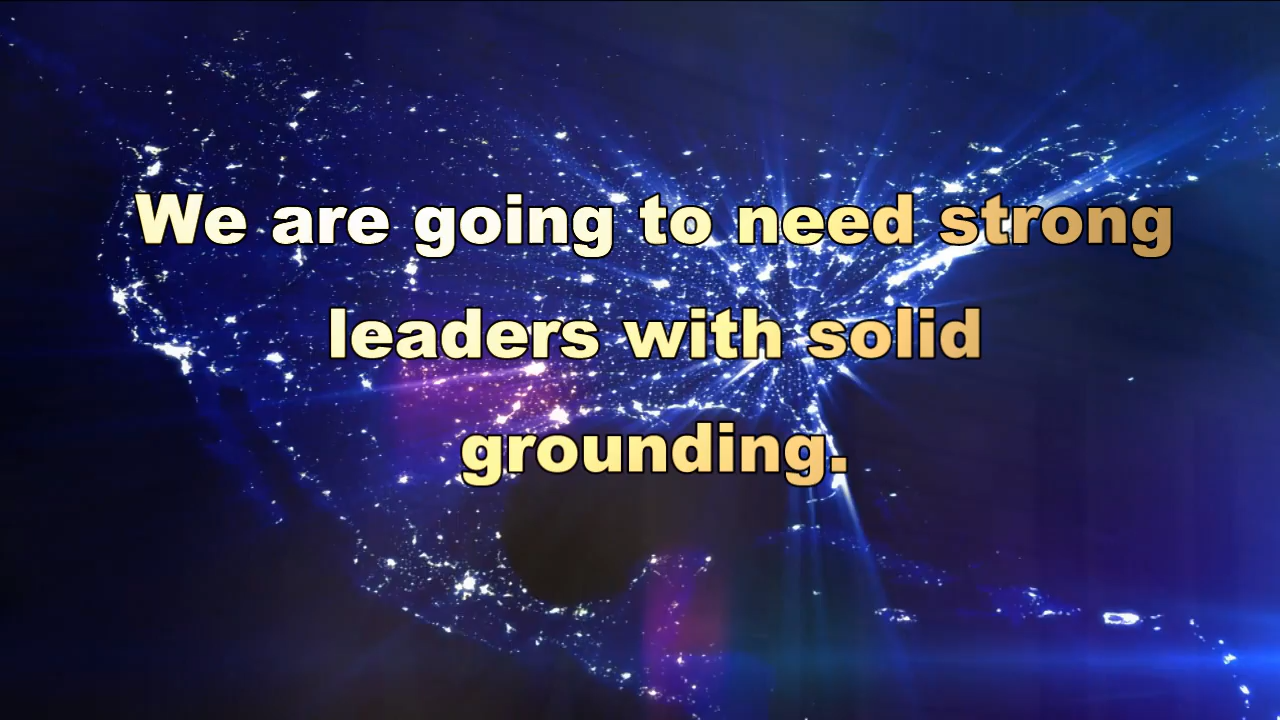 We are going to need strong
leaders with solid
grounding.